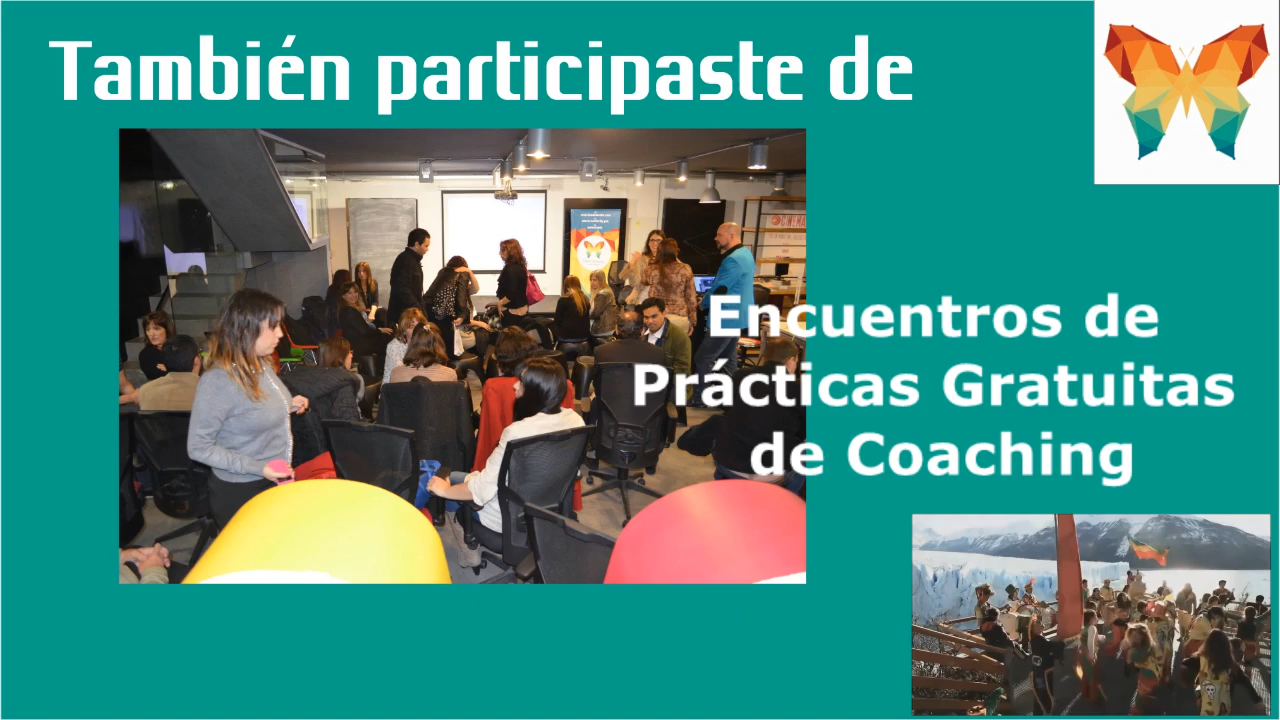 También participaste de
Encuentros de
Prácticas Gratuitas
de Coaching